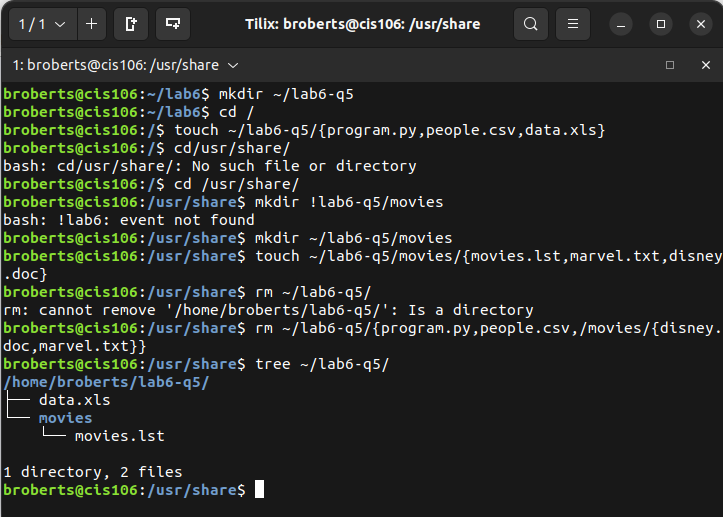 1 / 1
Tilix: broberts@cis106: /usr/share
1: broberts@cis106: /usr/share
broberts@cis106:~/lab6$ mkdir ~/lab6-q5
broberts@cis106:~/lab6$ cd /
broberts@cis106:/$ touch ~/lab6-q5/{program.py,people.csv,data.xls}
broberts@cis106:/$ cd/usr/share/
bash: cd/usr/share/: No such file or directory
broberts@cis106:/$ cd /usr/share/
broberts@cis106:/usr/share$ mkdir !lab6-q5/movies
bash: !lab6: event not found
broberts@cis106:/usr/share$ mkdir ~/lab6-q5/movies
broberts@cis106:/usr/share$ touch ~/lab6-q5/movies/{movies.lst,marvel.txt,disney
.doc}
broberts@cis106:/usr/share$ rm ~/lab6-q5/
rm: cannot remove '/home/broberts/lab6-q5/': Is a directory
broberts@cis106:/usr/share$ rm ~/lab6-q5/{program.py,people.csv,/movies/{disney.
doc,marvel.txt}}
broberts@cis106:/usr/share$ tree ~/lab6-q5/
/home/broberts/lab6-q5/
├── data.xls
└── movies
    └── movies.lst
1 directory, 2 files
broberts@cis106:/usr/share$